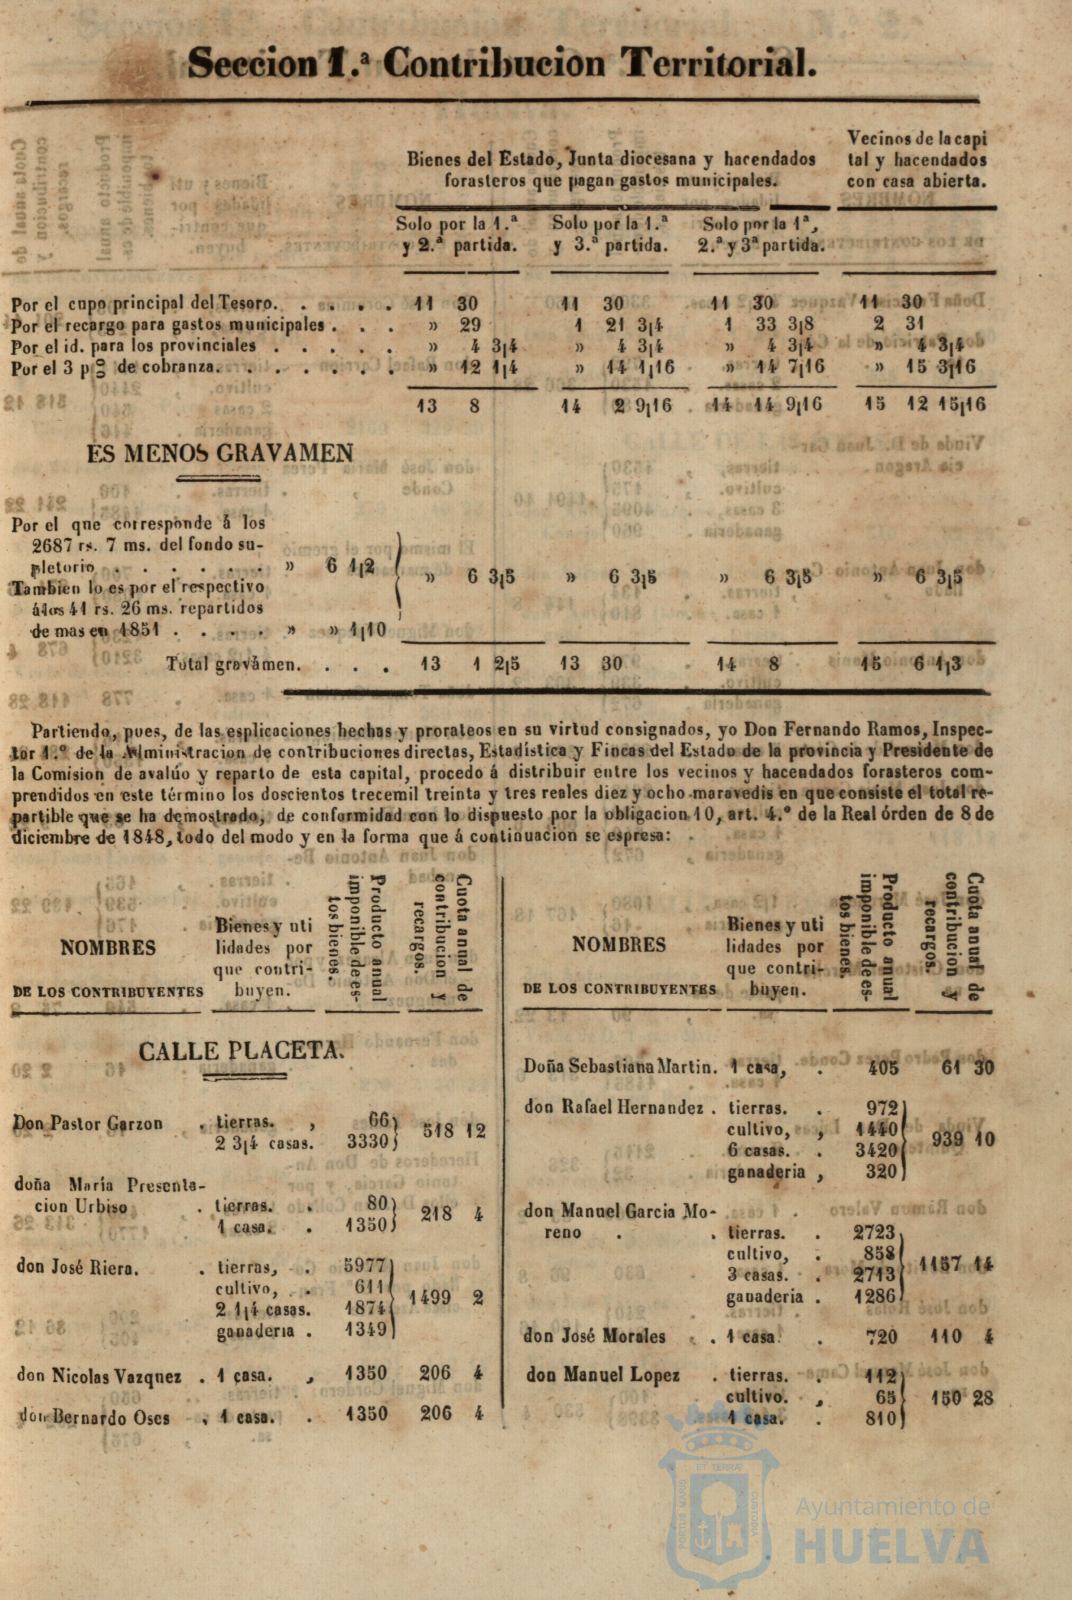 Seccion 1.ª Contribucion Territorial.
Bienes del Estado, Junta diocesana y hacendados
forasteros que pagan gastos municipales.
Vecinos de la capi
tal y hacendados
con casa abierta.
Solo por la 1.ª
y 2.ª partida.
Solo por la 1.ª
y 3.ª partida.
Solo por la 1ª,
2.ª y 3ª partida.
Por el cupo principal del Tesoro. . . . . 11 30 11 30 11 30 11 30
Por el recargo para gastos municipales . . . » 29 1 21 3¡4 1 33 3¡8 2 31
Por el id. para los provinciales . . . . . » 4 3¡4 » 4 3¡4 » 4 3¡4 » 4 3¡4
Por el 3 p0/0 de cobranza. . . . . . . » 12 1¡4 » 14 1¡16 » 14 7¡16 » 15 3¡16
13 8 14 2 9¡16 14 14 9¡16 15 12 15¡16
ES MENOS GRAVAMEN
Por el que corresponde á los
2687 rs. 7 ms. del fondo su-
pletorio . . . . . . » 6 1¡2
Tambien lo es por el respectivo
á los 41 rs. 26 ms. repartidos
de mas en 1851 . . . . » » 1¡10
» 6 3¡5 » 6 3¡5 » 6 3¡5 » 6 3¡5
Total gravámen. . . . 13 1 2¡5 13 30 14 8 15 6 1¡3
Partiendo, pues, de las esplicaciones hechas y prorateos en su virtud consignados, yo Don Fernando Ramos, Inspec-
tor 1.º de la Administracion de contribuciones directas, Estadística y Fincas del Estado de la provincia y Presidente de
la Comision de avalúo y reparto de esta capital, procedo á distribuir entre los vecinos y hacendados forasteros com-
prendidos en este término los doscientos trecemil treinta y tres reales diez y ocho maravedis en que consiste el total re-
partible que se ha demostrado, de conformidad con lo dispuesto por la obligacion 10, art. 4.º de la Real órden de 8 de
diciembre de 1848, todo del modo y en la forma que á continuacion se espresa:
NOMBRES
DE LOS CONTRIBUYENTES
Bienes y uti
lidades por
que contri-
buyen.
Producto anual
imponible de es-
tos bienes.
Cuota anual de
contribucion y
recargos.
CALLE PLACETA.
Don Pastor Garzon . tierras. , 66
2 3¡4 casas. 3330 518 12
doña María Presenta-
cion Urbiso . tierras. . 80
1 casa. . 1350 218 4
don José Riera. . tierras, . 5977
cultivo, . . 611
2 1¡4 casas. 1874 1499 2
ganaderia . 1349
don Nicolas Vazquez . 1 casa. , 1350 206 4
don Bernardo Oses , 1 casa. . 1350 206 4
NOMBRES
DE LOS CONTRIBUYENTES
Bienes y uti
lidades por
que contri-
buyen.
Producto anual
imponible de es-
tos bienes.
Cuota anual de
contribucion y
recargos.
Doña Sebastiana Martin. 1 casa, . 405 61 30
don Rafael Hernandez . tierras. . 972
cultivo, , 1440
6 casas. . 3420 939 10
ganaderia , 320
don Manuel Garcia Mo-
reno . . tierras. . 2723
cultivo, . 858
3 casas. . 2713 1157 14
ganaderia . 1286
don José Morales . . 1 casa. . 720 110 4
don Manuel Lopez . tierras. . 112
cultivo. , 65 150 28
1 casa. . 810
PORTUS MARIS ET TERRAE CUSTODIA
Ayuntamiento de
HUELVA